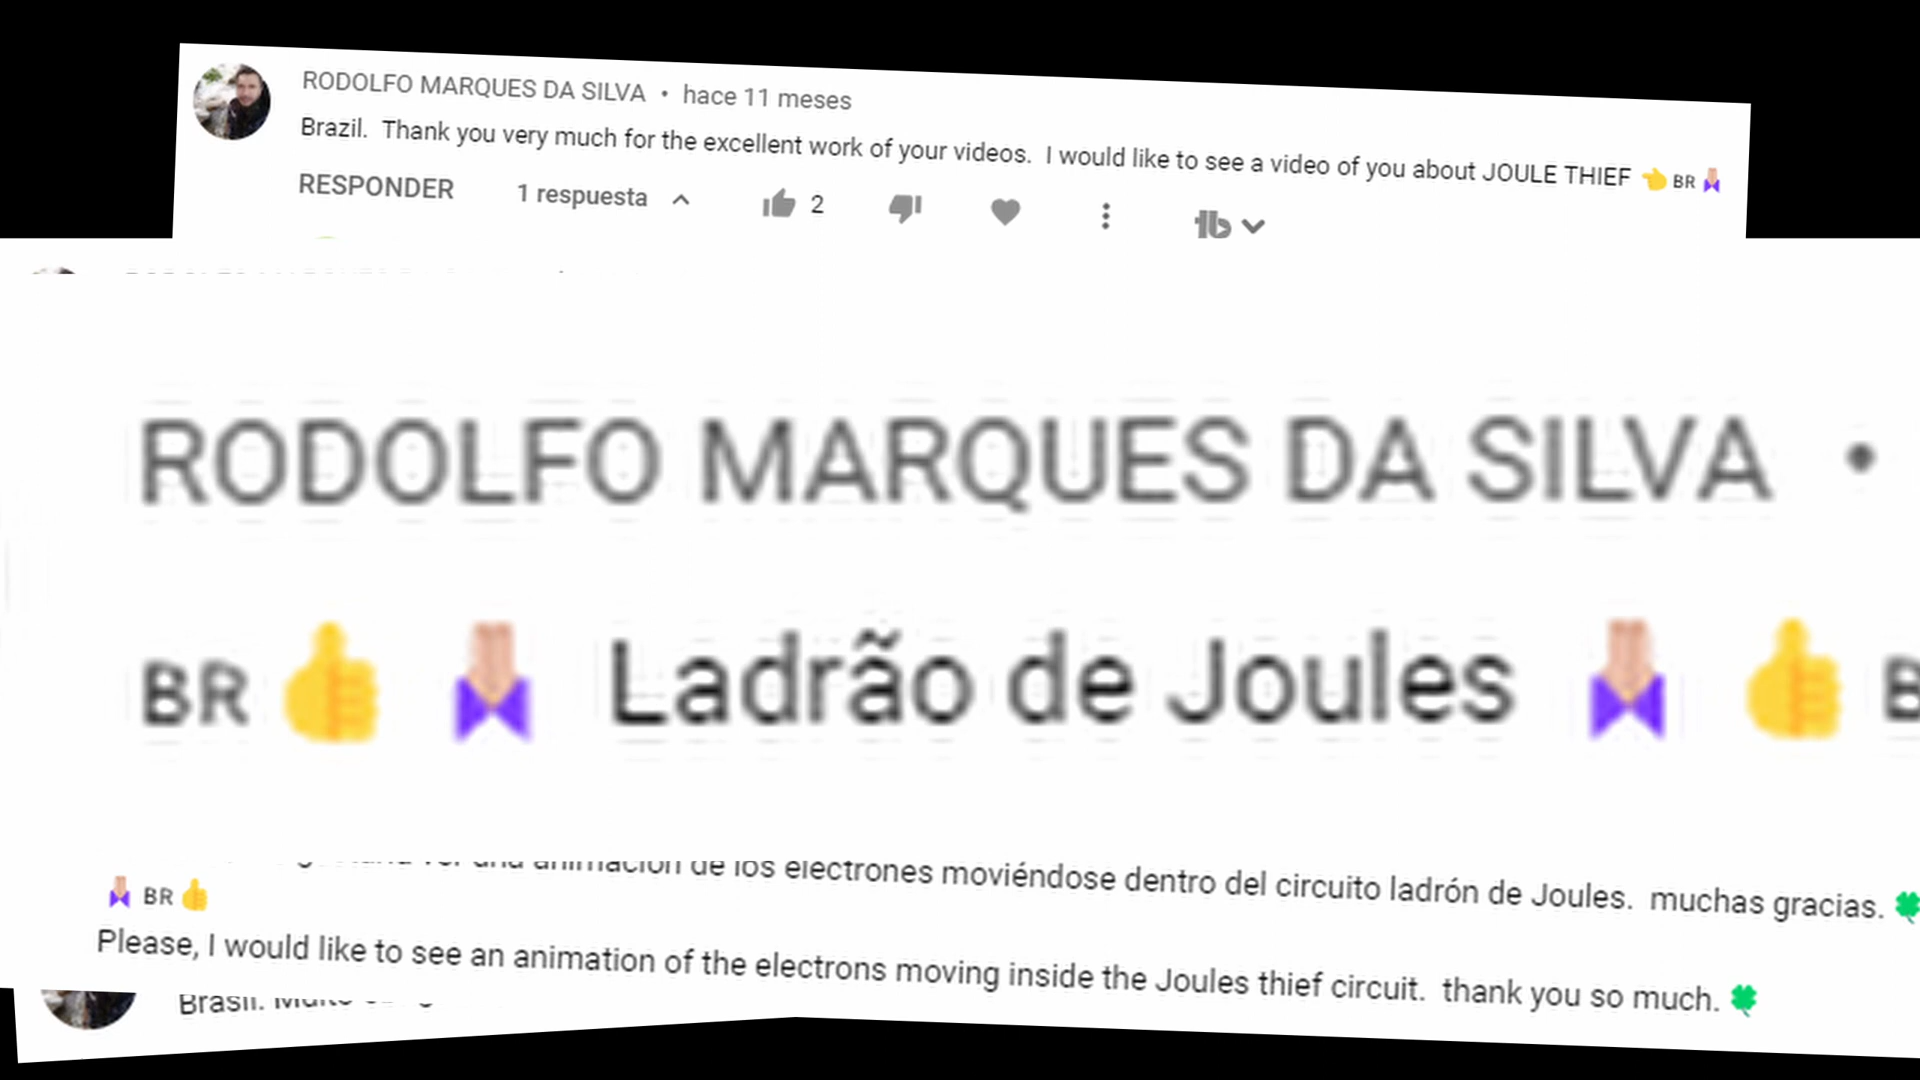 RODOLFO MARQUES DA SILVA • hace 11 meses
Brazil. Thank you very much for the excellent work of your videos. I would like to see a video of you about JOULE THIEF 👈 BR
RESPONDER 1 respuesta 2
RODOLFO MARQUES DA SILVA •
BR 👍 Ladrão de Joules 👍
animación de los electrones moviéndose dentro del circuito ladrón de Joules. muchas gracias. 🍀
BR 👍
Please, I would like to see an animation of the electrons moving inside the Joules thief circuit. thank you so much. 🍀
Brasil.